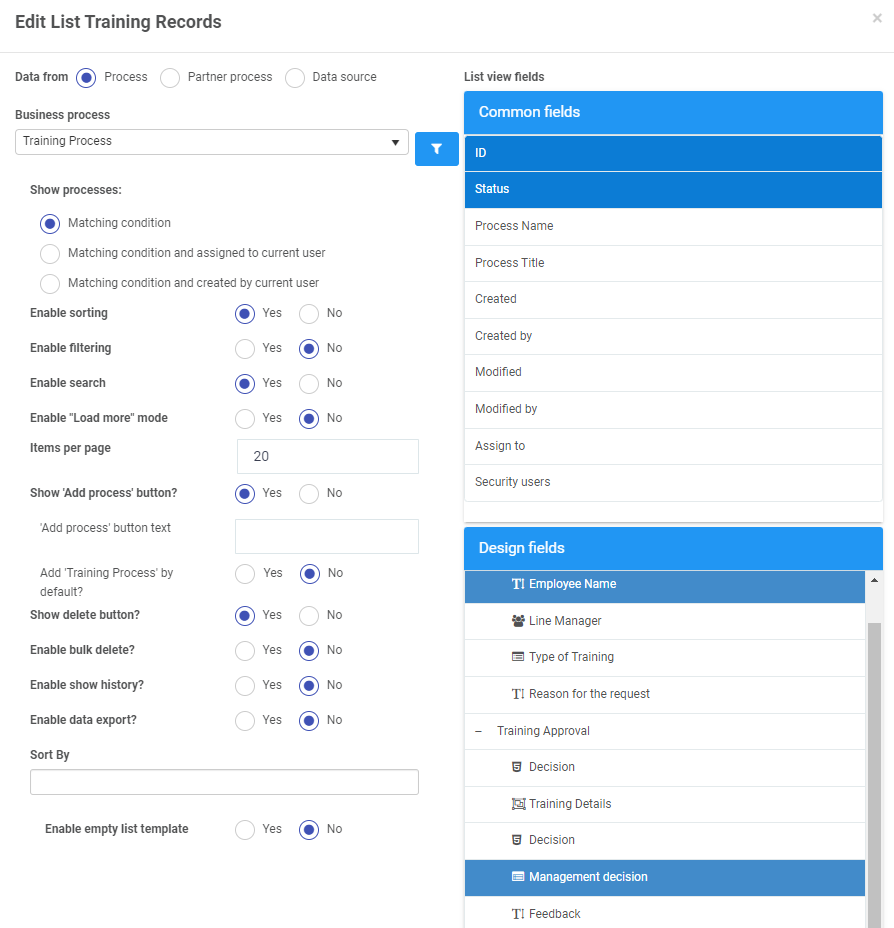 Edit List Training Records
×
Data from Process Partner process Data source
Business process
Training Process
Show processes:
Matching condition
Matching condition and assigned to current user
Matching condition and created by current user
Enable sorting Yes No
Enable filtering Yes No
Enable search Yes No
Enable "Load more" mode Yes No
Items per page 20
Show 'Add process' button? Yes No
'Add process' button text
Add 'Training Process' by Yes No
default?
Show delete button? Yes No
Enable bulk delete? Yes No
Enable show history? Yes No
Enable data export? Yes No
Sort By
Enable empty list template Yes No
List view fields
Common fields
ID
Status
Process Name
Process Title
Created
Created by
Modified
Modified by
Assign to
Security users
Design fields
Employee Name
Line Manager
Type of Training
Reason for the request
– Training Approval
Decision
Training Details
Decision
Management decision
Feedback